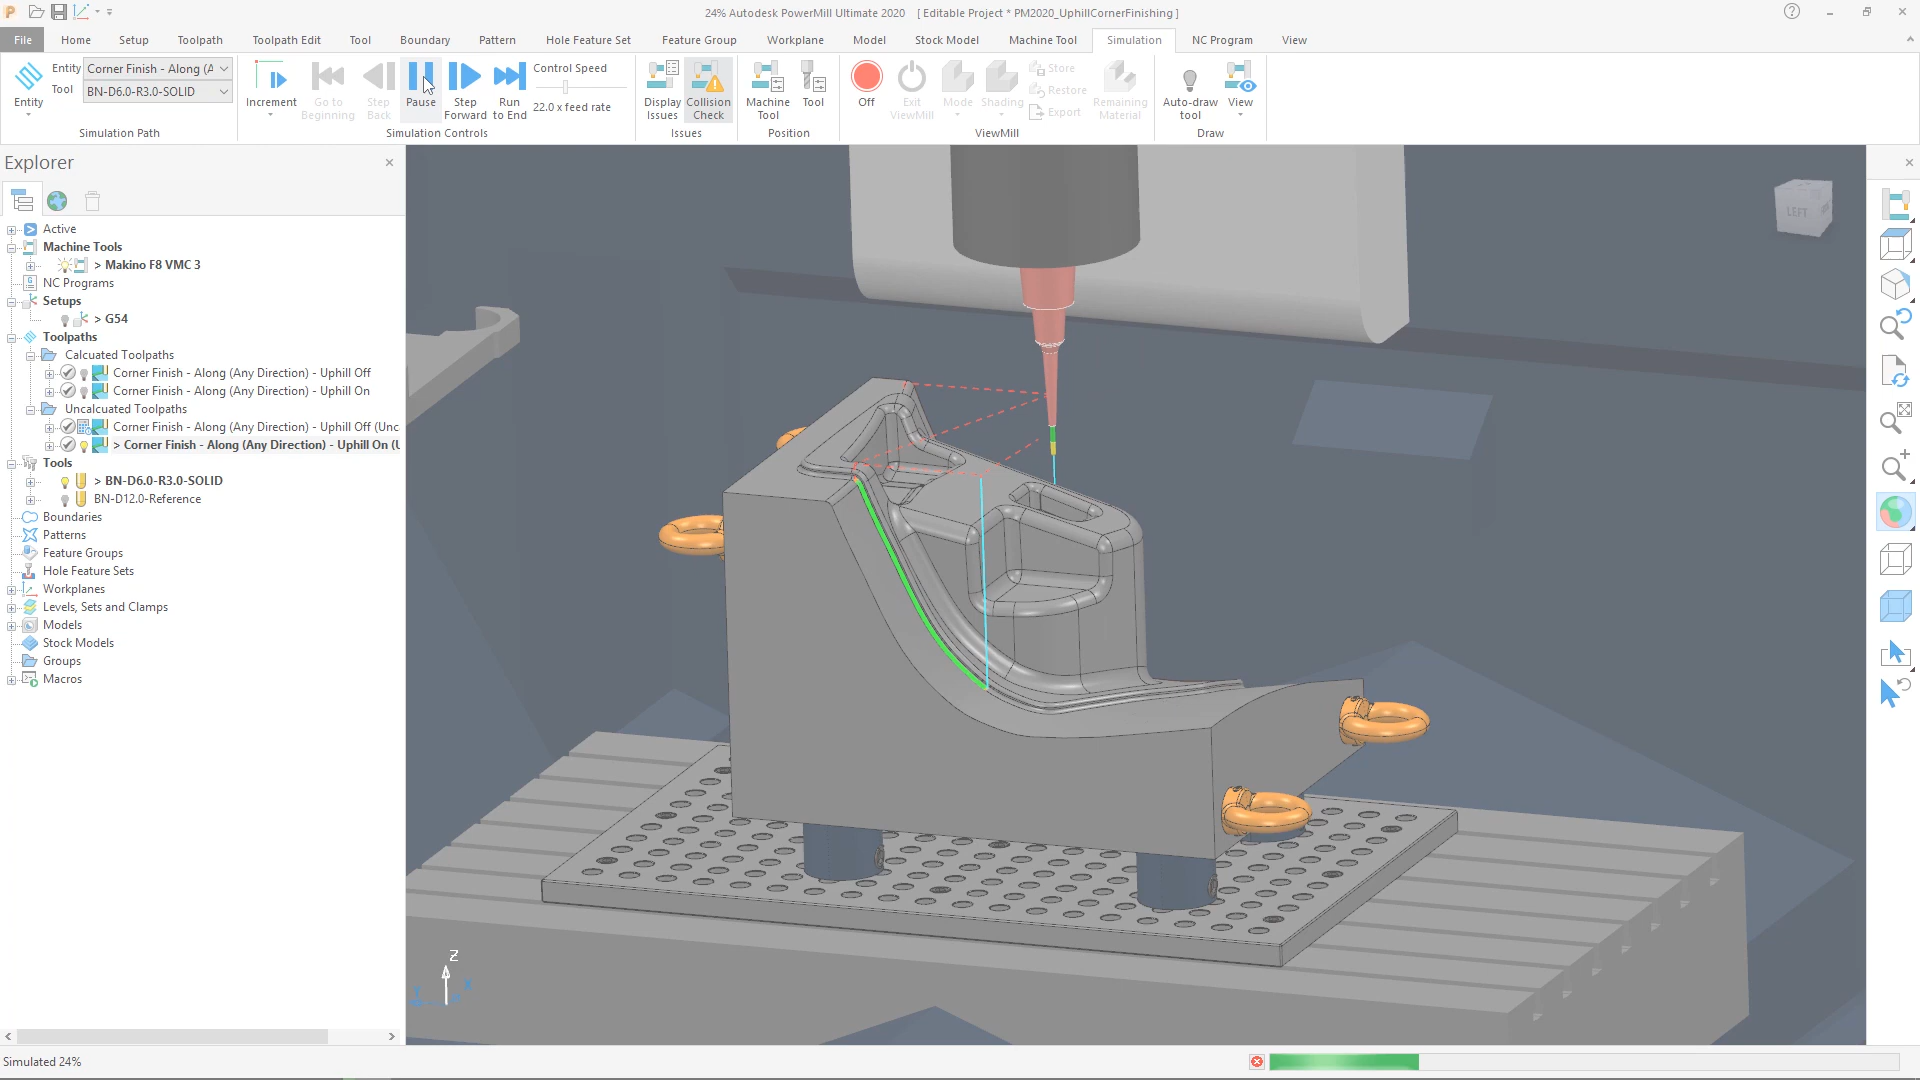 24% Autodesk PowerMill Ultimate 2020 [ Editable Project * PM2020_UphillCornerFinishing ]
File Home Setup Toolpath Toolpath Edit Tool Boundary Pattern Hole Feature Set Feature Group Workplane Model Stock Model Machine Tool Simulation NC Program View
Entity
Entity Corner Finish - Along (A
Tool BN-D6.0-R3.0-SOLID
Simulation Path
Increment
Go to Beginning
Step Back
Pause
Step Forward
Run to End
Control Speed
22.0 x feed rate
Simulation Controls
Display Issues
Collision Check
Issues
Machine Tool
Tool
Position
Off
Exit ViewMill
Mode
Shading
Store
Restore
Export
Remaining Material
ViewMill
Auto-draw tool
View
Draw
Explorer
Active
Machine Tools
> Makino F8 VMC 3
NC Programs
Setups
> G54
Toolpaths
Calcuated Toolpaths
Corner Finish - Along (Any Direction) - Uphill Off
Corner Finish - Along (Any Direction) - Uphill On
Uncalcuated Toolpaths
Corner Finish - Along (Any Direction) - Uphill Off (Unc
> Corner Finish - Along (Any Direction) - Uphill On (U
Tools
> BN-D6.0-R3.0-SOLID
BN-D12.0-Reference
Boundaries
Patterns
Feature Groups
Hole Feature Sets
Workplanes
Levels, Sets and Clamps
Models
Stock Models
Groups
Macros
LEFT
Z
Y
X
Simulated 24%